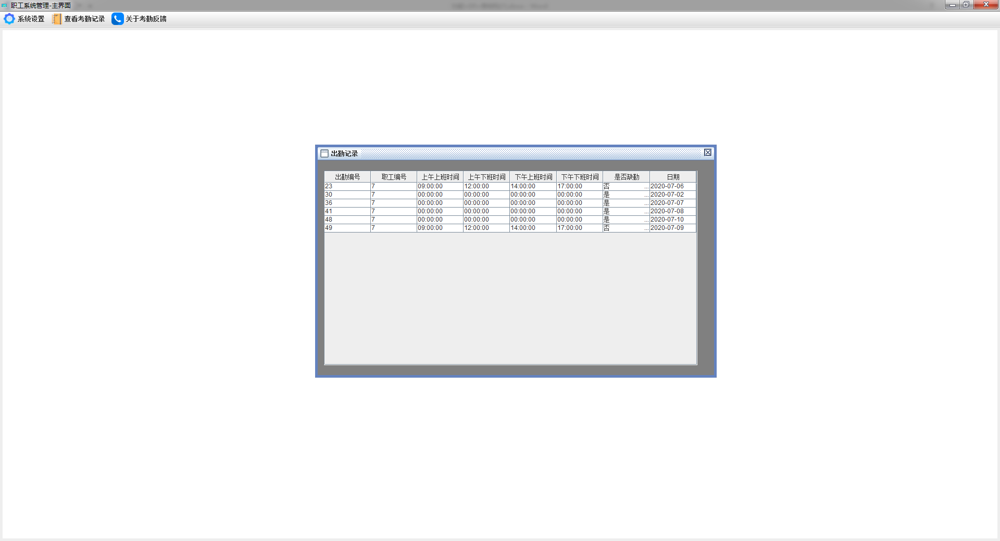 职工系统管理-主界面
系统设置 查看考勤记录 关于考勤反馈
出勤记录
出勤编号 职工编号 上午上班时间 上午下班时间 下午上班时间 下午下班时间 是否缺勤 日期
23 7 09:00:00 12:00:00 14:00:00 17:00:00 否 ... 2020-07-06
30 7 00:00:00 00:00:00 00:00:00 00:00:00 是 ... 2020-07-02
36 7 00:00:00 00:00:00 00:00:00 00:00:00 是 ... 2020-07-07
41 7 00:00:00 00:00:00 00:00:00 00:00:00 是 ... 2020-07-08
48 7 00:00:00 00:00:00 00:00:00 00:00:00 是 ... 2020-07-10
49 7 09:00:00 12:00:00 14:00:00 17:00:00 否 ... 2020-07-09